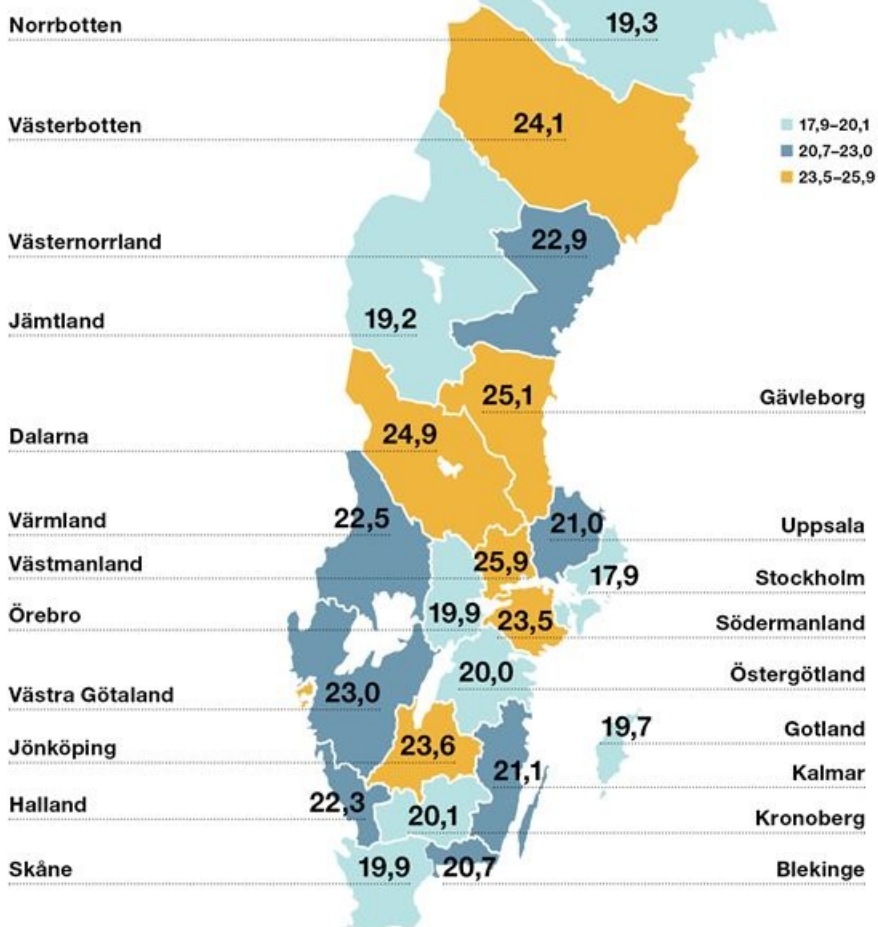 Norrbotten 19,3
Västerbotten 24,1
17,9–20,1
20,7–23,0
23,5–25,9
Västernorrland 22,9
Jämtland 19,2
25,1 Gävleborg
Dalarna 24,9
Värmland 22,5
21,0 Uppsala
Västmanland 25,9
17,9 Stockholm
Örebro 19,9
23,5 Södermanland
20,0 Östergötland
Västra Götaland 23,0
19,7 Gotland
Jönköping 23,6
21,1 Kalmar
Halland 22,3
20,1 Kronoberg
Skåne 19,9
20,7 Blekinge